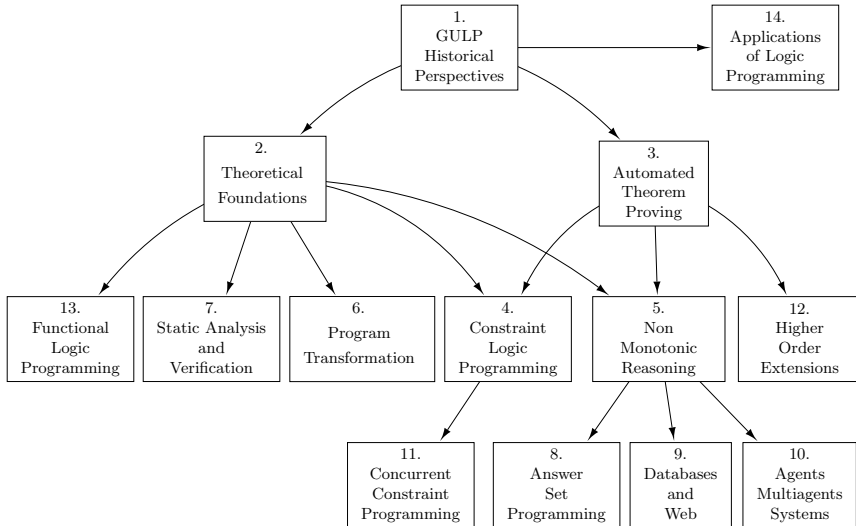 1.
GULP
Historical
Perspectives
14.
Applications
of Logic
Programming
2.
Theoretical
Foundations
3.
Automated
Theorem
Proving
13.
Functional
Logic
Programming
7.
Static Analysis
and
Verification
6.
Program
Transformation
4.
Constraint
Logic
Programming
5.
Non
Monotonic
Reasoning
12.
Higher
Order
Extensions
11.
Concurrent
Constraint
Programming
8.
Answer
Set
Programming
9.
Databases
and
Web
10.
Agents
Multiagents
Systems